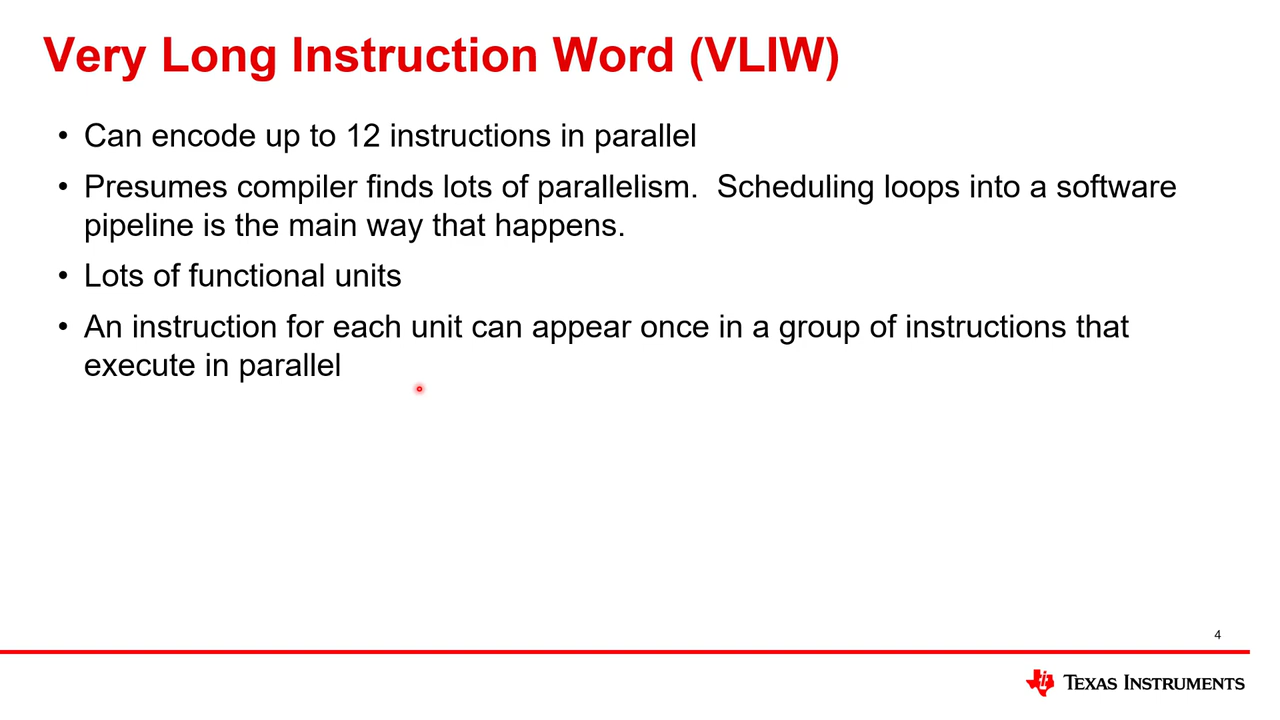 Very Long Instruction Word (VLIW)
• Can encode up to 12 instructions in parallel
• Presumes compiler finds lots of parallelism.  Scheduling loops into a software
pipeline is the main way that happens.
• Lots of functional units
• An instruction for each unit can appear once in a group of instructions that
execute in parallel
4
TEXAS INSTRUMENTS